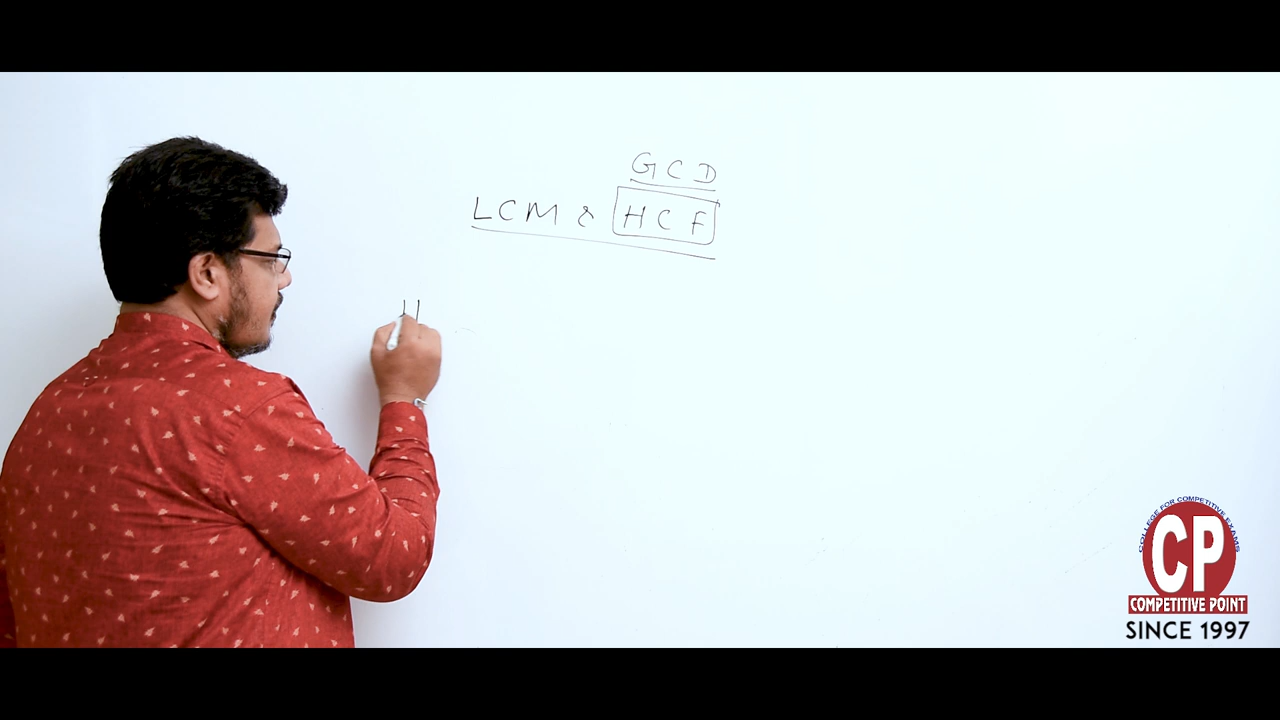 GCD
LCM & HCF
COLLEGE FOR COMPETITIVE EXAMS
CP
COMPETITIVE POINT
SINCE 1997